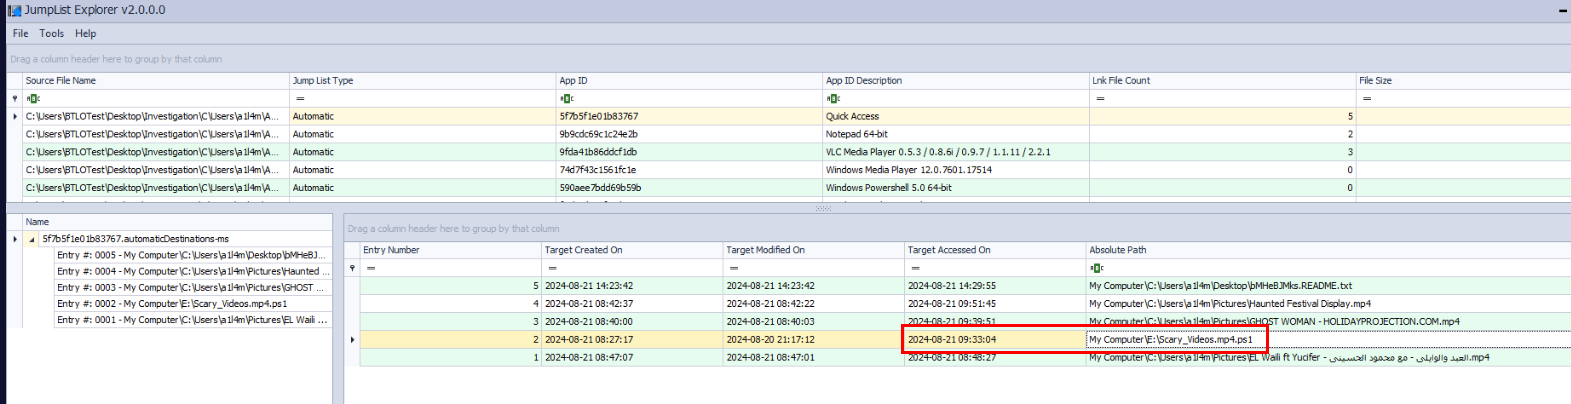 JumpList Explorer v2.0.0.0
File Tools Help
Drag a column header here to group by that column
Source File Name Jump List Type App ID App ID Description Lnk File Count File Size
= = =
C:\Users\BTLOTest\Desktop\Investigation\C\Users\a1l4m\A... Automatic 5f7b5f1e01b83767 Quick Access 5
C:\Users\BTLOTest\Desktop\Investigation\C\Users\a1l4m\A... Automatic 9b9cdc69c1c24e2b Notepad 64-bit 2
C:\Users\BTLOTest\Desktop\Investigation\C\Users\a1l4m\A... Automatic 9fda41b86ddcf1db VLC Media Player 0.5.3 / 0.8.6i / 0.9.7 / 1.1.11 / 2.2.1 3
C:\Users\BTLOTest\Desktop\Investigation\C\Users\a1l4m\A... Automatic 74d7f43c1561fc1e Windows Media Player 12.0.7601.17514 0
C:\Users\BTLOTest\Desktop\Investigation\C\Users\a1l4m\A... Automatic 590aee7bdd69b59b Windows Powershell 5.0 64-bit 0
Name
5f7b5f1e01b83767.automaticDestinations-ms
Entry #: 0005 - My Computer\C:\Users\a1l4m\Desktop\bMHeBJ...
Entry #: 0004 - My Computer\C:\Users\a1l4m\Pictures\Haunted ...
Entry #: 0003 - My Computer\C:\Users\a1l4m\Pictures\GHOST ...
Entry #: 0002 - My Computer\E:\Scary_Videos.mp4.ps1
Entry #: 0001 - My Computer\C:\Users\a1l4m\Pictures\EL Waili ...
Drag a column header here to group by that column
Entry Number Target Created On Target Modified On Target Accessed On Absolute Path
= = = =
5 2024-08-21 14:23:42 2024-08-21 14:23:42 2024-08-21 14:29:55 My Computer\C:\Users\a1l4m\Desktop\bMHeBJMks.README.txt
4 2024-08-21 08:42:37 2024-08-21 08:42:22 2024-08-21 09:51:45 My Computer\C:\Users\a1l4m\Pictures\Haunted Festival Display.mp4
3 2024-08-21 08:40:00 2024-08-21 08:40:03 2024-08-21 09:39:51 My Computer\C:\Users\a1l4m\Pictures\GHOST WOMAN - HOLIDAYPROJECTION.COM.mp4
2 2024-08-21 08:27:17 2024-08-20 21:17:12 2024-08-21 09:33:04 My Computer\E:\Scary_Videos.mp4.ps1
1 2024-08-21 08:47:07 2024-08-21 08:47:01 2024-08-21 08:48:27 My Computer\C:\Users\a1l4m\Pictures\EL Waili ft Yucifer - العبد والوايلي - مع محمود الحسيني.mp4